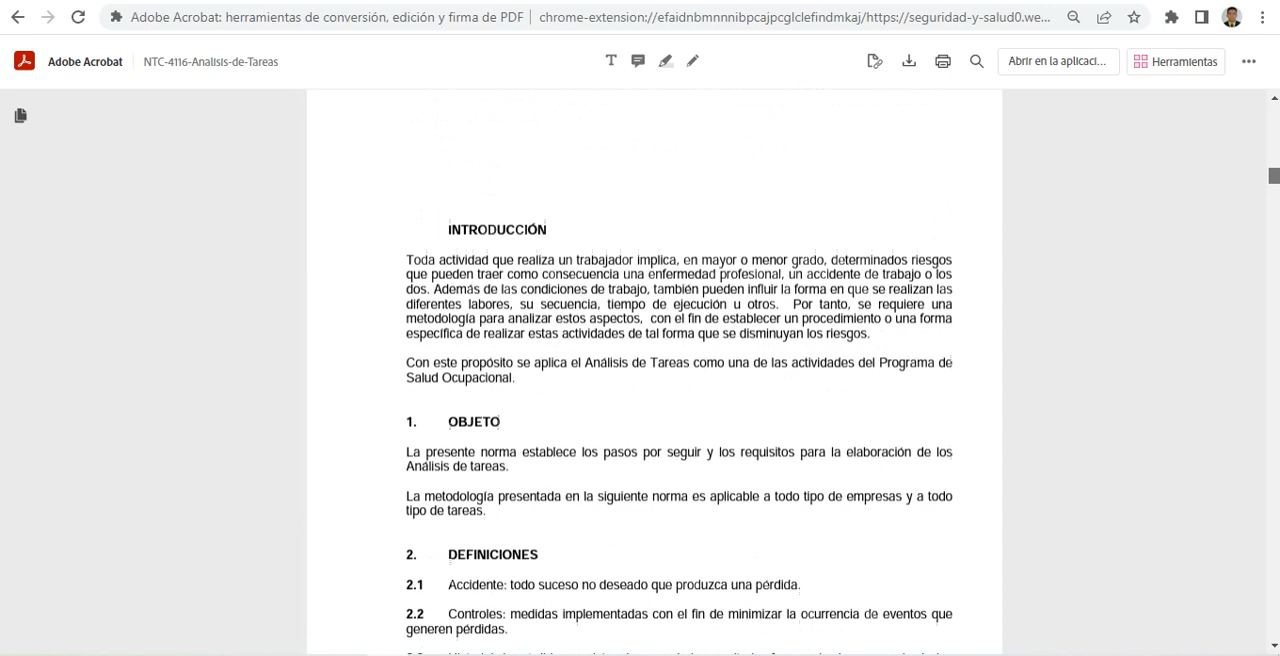 Adobe Acrobat: herramientas de conversión, edición y firma de PDF | chrome-extension://efaidnbmnnnibpcajpcglclefindmkaj/https://seguridad-y-salud0.we...
Adobe Acrobat NTC-4116-Analisis-de-Tareas Abrir en la aplicaci... Herramientas
INTRODUCCIÓN
Toda actividad que realiza un trabajador implica, en mayor o menor grado, determinados riesgos
que pueden traer como consecuencia una enfermedad profesional, un accidente de trabajo o los
dos. Además de las condiciones de trabajo, también pueden influir la forma en que se realizan las
diferentes labores, su secuencia, tiempo de ejecución u otros. Por tanto, se requiere una
metodología para analizar estos aspectos, con el fin de establecer un procedimiento o una forma
específica de realizar estas actividades de tal forma que se disminuyan los riesgos.
Con este propósito se aplica el Análisis de Tareas como una de las actividades del Programa de
Salud Ocupacional.
1. OBJETO
La presente norma establece los pasos por seguir y los requisitos para la elaboración de los
Análisis de tareas.
La metodología presentada en la siguiente norma es aplicable a todo tipo de empresas y a todo
tipo de tareas.
2. DEFINICIONES
2.1 Accidente: todo suceso no deseado que produzca una pérdida.
2.2 Controles: medidas implementadas con el fin de minimizar la ocurrencia de eventos que
generen pérdidas.